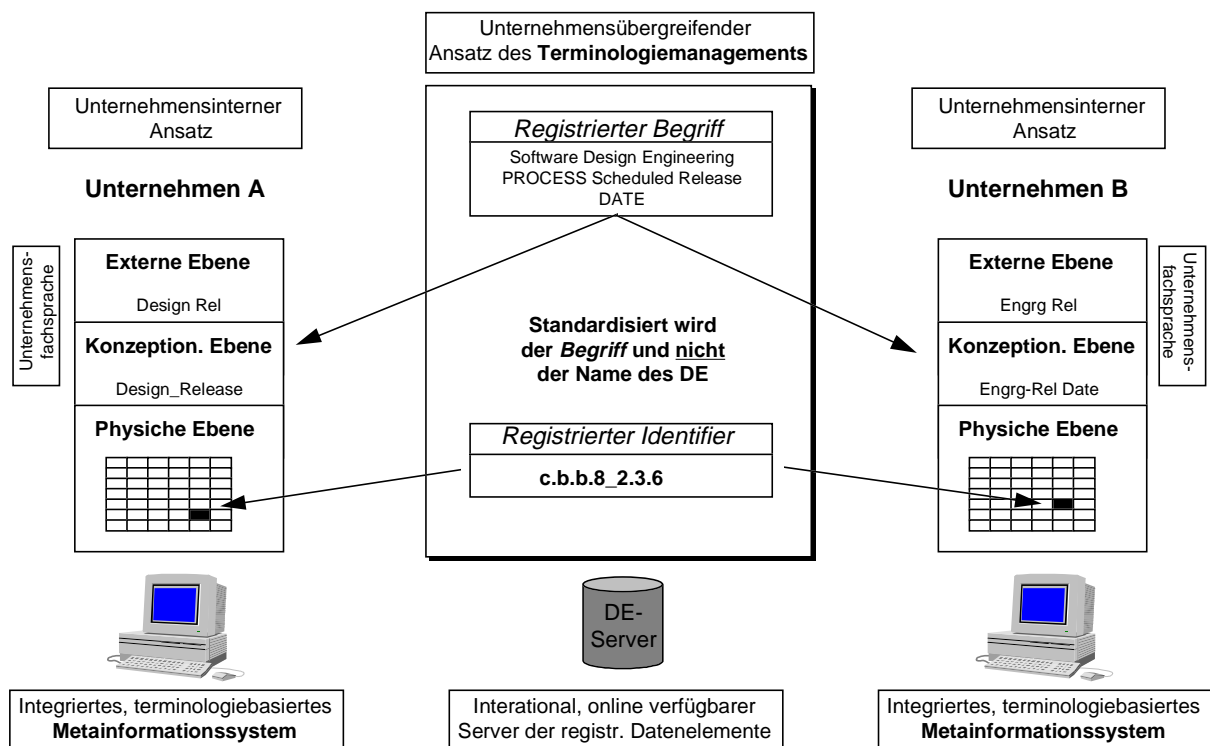 Unternehmensübergreifender
Ansatz des Terminologiemanagements
Unternehmensinterner
Ansatz
Unternehmen A
Unternehmens-
fachsprache
Externe Ebene
Design Rel
Konzeption. Ebene
Design_Release
Physiche Ebene
Registrierter Begriff
Software Design Engineering
PROCESS Scheduled Release
DATE
Standardisiert wird
der Begriff und nicht
der Name des DE
Registrierter Identifier
c.b.b.8_2.3.6
Unternehmensinterner
Ansatz
Unternehmen B
Externe Ebene
Engrg Rel
Konzeption. Ebene
Engrg-Rel Date
Physiche Ebene
Unternehmens-
fachsprache
DE-
Server
Integriertes, terminologiebasiertes
Metainformationssystem
Interational, online verfügbarer
Server der registr. Datenelemente
Integriertes, terminologiebasiertes
Metainformationssystem